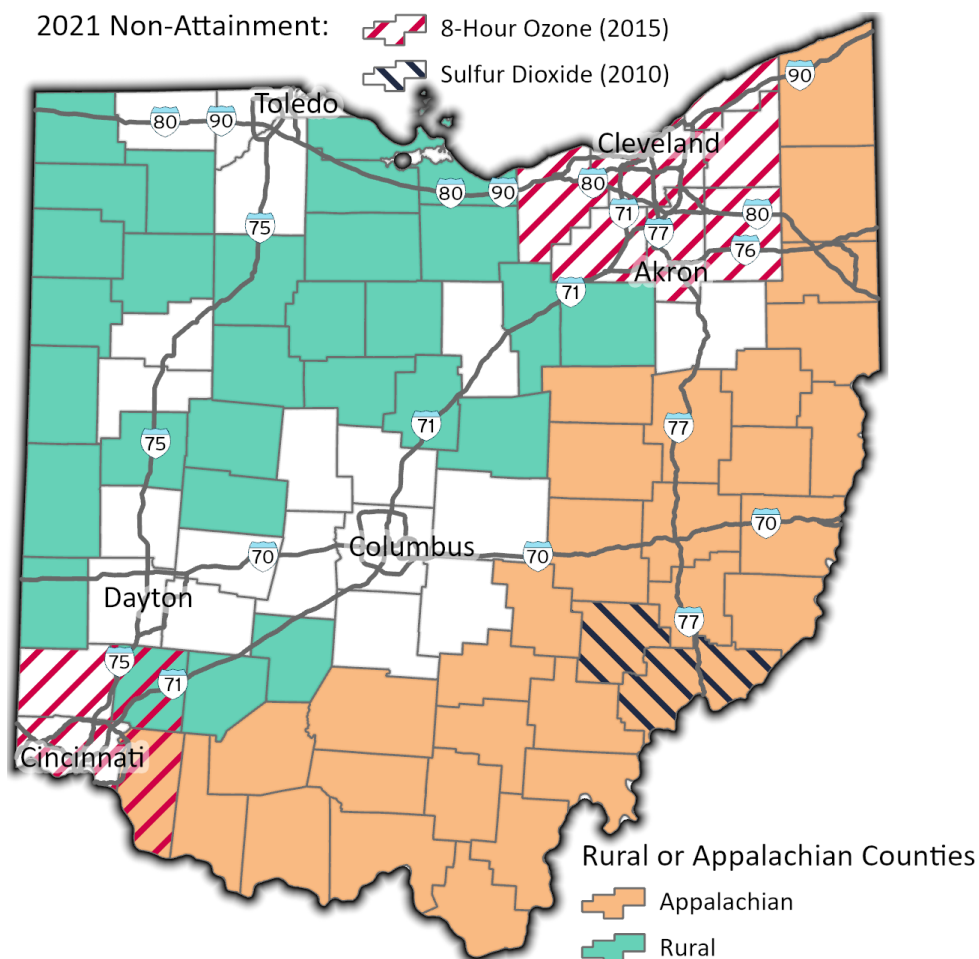 2021 Non-Attainment:
8-Hour Ozone (2015)
Sulfur Dioxide (2010)
90
Toledo
80
90
Cleveland
80
90
80
71
80
75
77
76
Akron
71
71
77
75
70
70
Columbus
70
Dayton
77
75
71
Cincinnati
Rural or Appalachian Counties
Appalachian
Rural